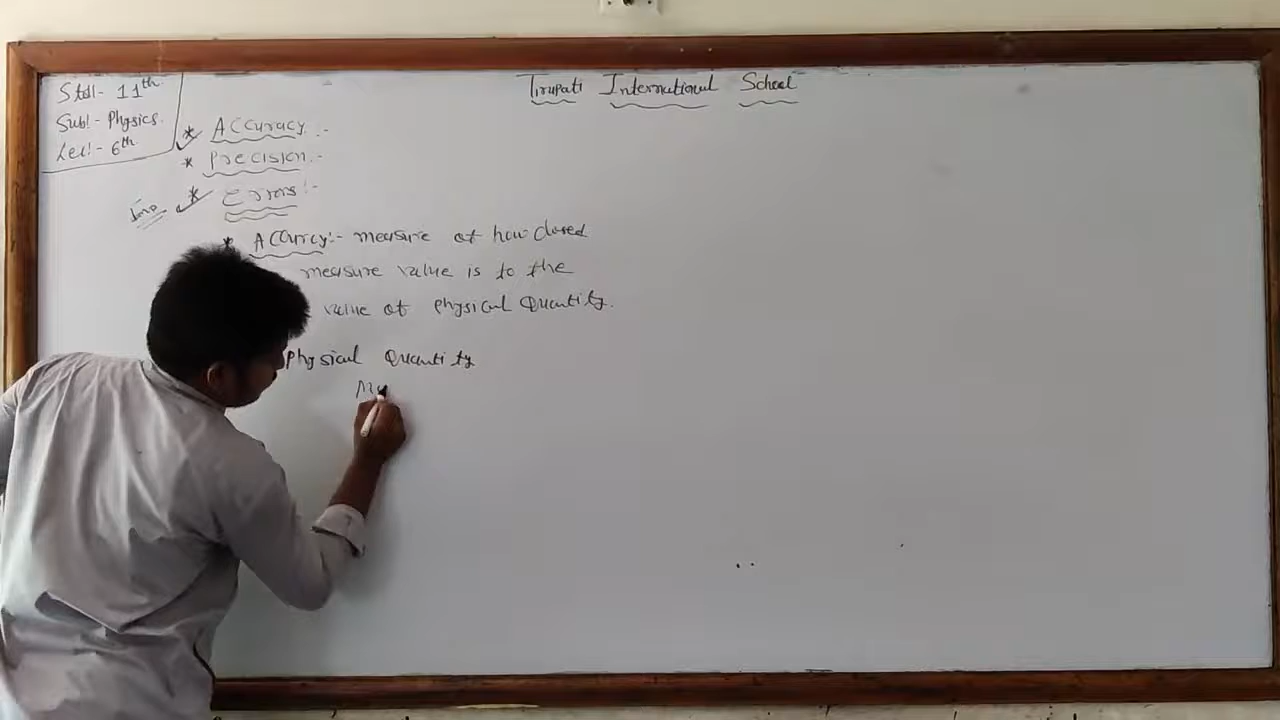 Tirupati International School
Std!- 11th
Sub!- Physics.
Lec!- 6th
* Accuracy :-
* Precision :-
Imp * Errors!-
* Accurcy!- measure of how closed
measure value is to the
value of Physical Quantity.
Physical Quantity